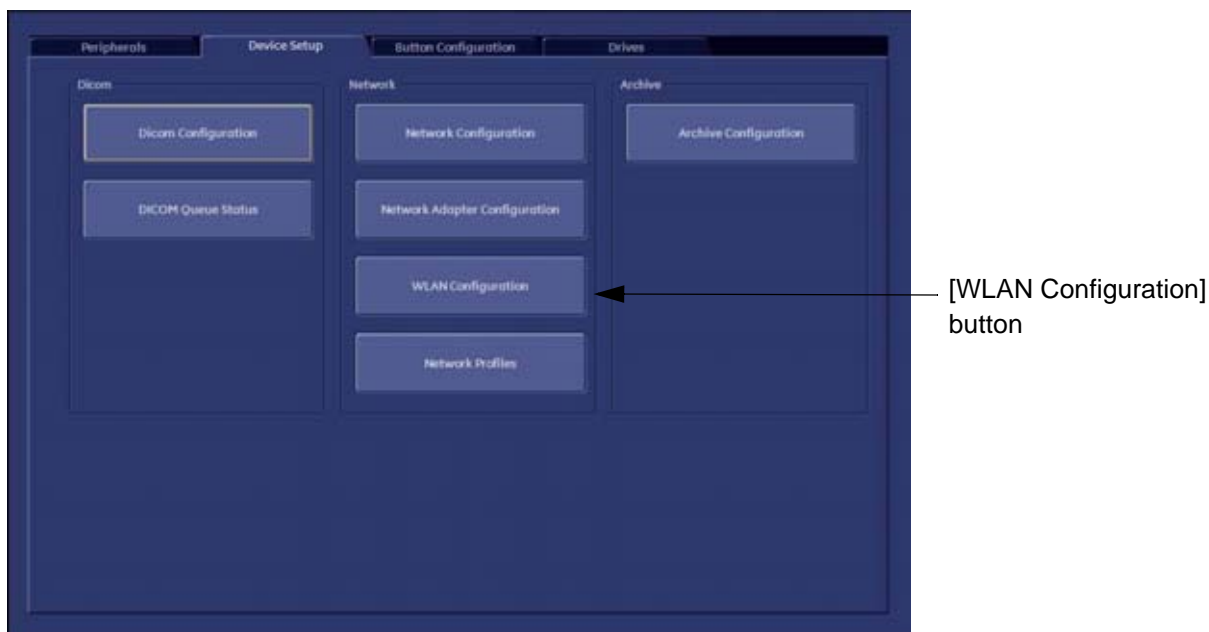 Peripherals Device Setup Button Configuration Drives
Dicom Network Archive
Dicom Configuration Network Configuration Archive Configuration
DICOM Queue Status Network Adapter Configuration
WLAN Configuration
[WLAN Configuration]
button
Network Profiles